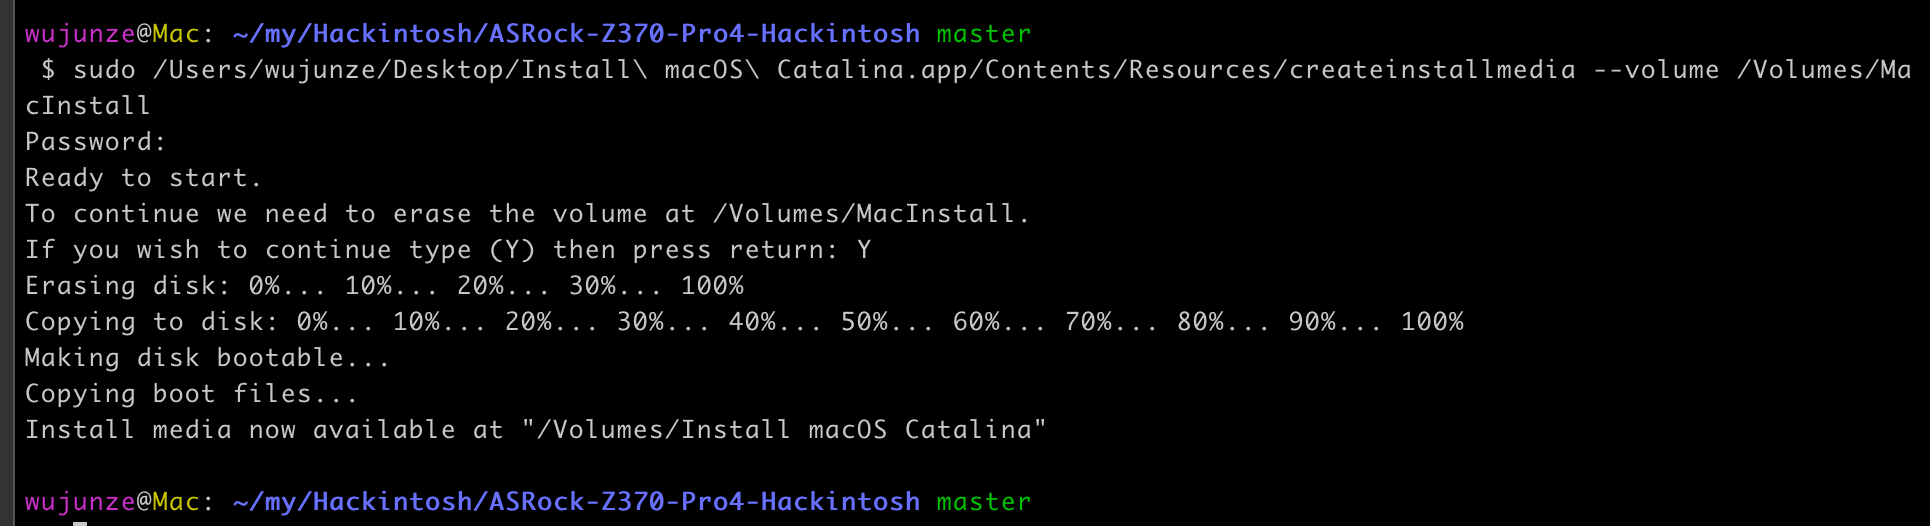 wujunze@Mac: ~/my/Hackintosh/ASRock-Z370-Pro4-Hackintosh master
$ sudo /Users/wujunze/Desktop/Install\ macOS\ Catalina.app/Contents/Resources/createinstallmedia --volume /Volumes/Ma
cInstall
Password:
Ready to start.
To continue we need to erase the volume at /Volumes/MacInstall.
If you wish to continue type (Y) then press return: Y
Erasing disk: 0%... 10%... 20%... 30%... 100%
Copying to disk: 0%... 10%... 20%... 30%... 40%... 50%... 60%... 70%... 80%... 90%... 100%
Making disk bootable...
Copying boot files...
Install media now available at "/Volumes/Install macOS Catalina"
wujunze@Mac: ~/my/Hackintosh/ASRock-Z370-Pro4-Hackintosh master